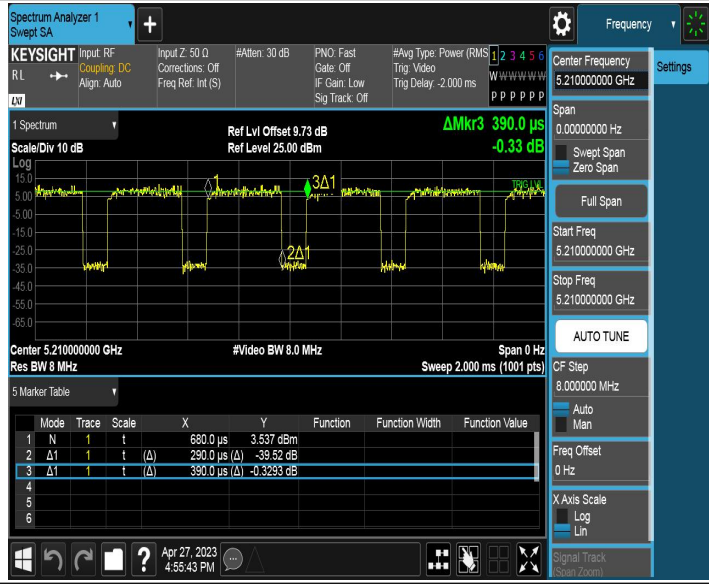 Spectrum Analyzer 1
Swept SA
Frequency
KEYSIGHT
R L
LXI
Input: RF
Coupling: DC
Align: Auto
Input Z: 50 Ω
Corrections: Off
Freq Ref: Int (S)
#Atten: 30 dB
PNO: Fast
Gate: Off
IF Gain: Low
Sig Track: Off
#Avg Type: Power (RMS
Trig: Video
Trig Delay: -2.000 ms
1 2 3 4 5 6
W W W W W W
P P P P P P
Center Frequency
5.210000000 GHz
Settings
1 Spectrum
Scale/Div 10 dB
Ref Lvl Offset 9.73 dB
Ref Level 25.00 dBm
ΔMkr3 390.0 µs
-0.33 dB
Log
15.0
5.00
-5.00
-15.0
-25.0
-35.0
-45.0
-55.0
-65.0
1
3Δ1
2Δ1
TRIG LVL
Center 5.210000000 GHz
Res BW 8 MHz
#Video BW 8.0 MHz
Span 0 Hz
Sweep 2.000 ms (1001 pts)
Span
0.00000000 Hz
Swept Span
Zero Span
Full Span
Start Freq
5.210000000 GHz
Stop Freq
5.210000000 GHz
AUTO TUNE
CF Step
8.000000 MHz
Auto
Man
Freq Offset
0 Hz
X Axis Scale
Log
Lin
Signal Track
(Span Zoom)
5 Marker Table
Mode Trace Scale X Y Function Function Width Function Value
1 N 1 t 680.0 µs 3.537 dBm
2 Δ1 1 t (Δ) 290.0 µs (Δ) -39.52 dB
3 Δ1 1 t (Δ) 390.0 µs (Δ) -0.3293 dB
4
5
6
?
Apr 27, 2023
4:55:43 PM